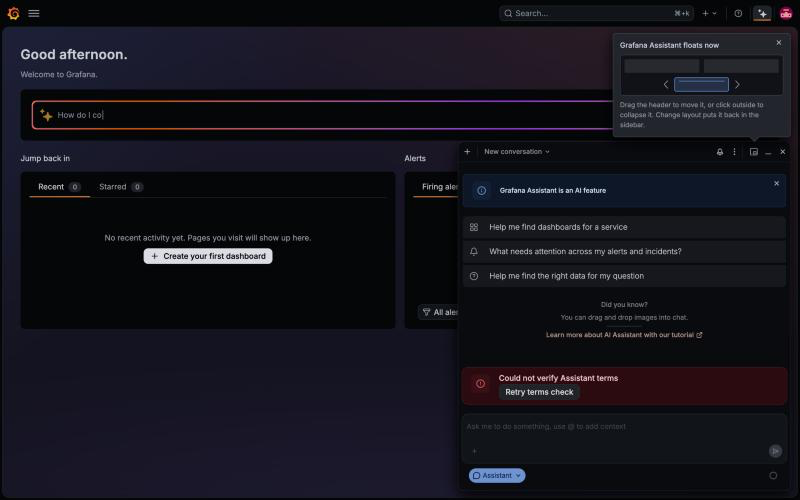 Search...
⌘+k
Good afternoon.
Welcome to Grafana.
How do I co
Jump back in
Recent 0
Starred 0
No recent activity yet. Pages you visit will show up here.
Create your first dashboard
Alerts
Firing aler
All aler
Grafana Assistant floats now
Drag the header to move it, or click outside to
collapse it. Change layout puts it back in the
sidebar.
New conversation
Grafana Assistant is an AI feature
Help me find dashboards for a service
What needs attention across my alerts and incidents?
Help me find the right data for my question
Did you know?
You can drag and drop images into chat.
Learn more about AI Assistant with our tutorial
Could not verify Assistant terms
Retry terms check
Ask me to do something, use @ to add context
Assistant